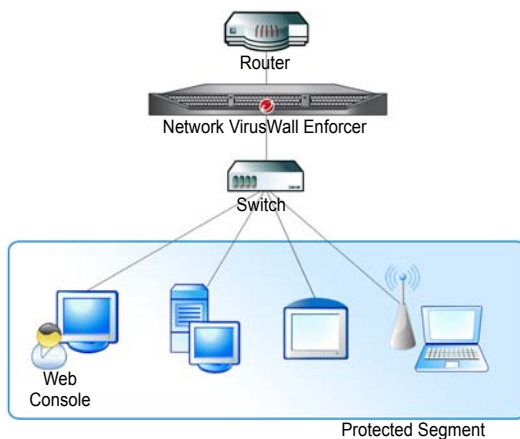 Router
Network VirusWall Enforcer
Switch
Web
Console
Protected Segment